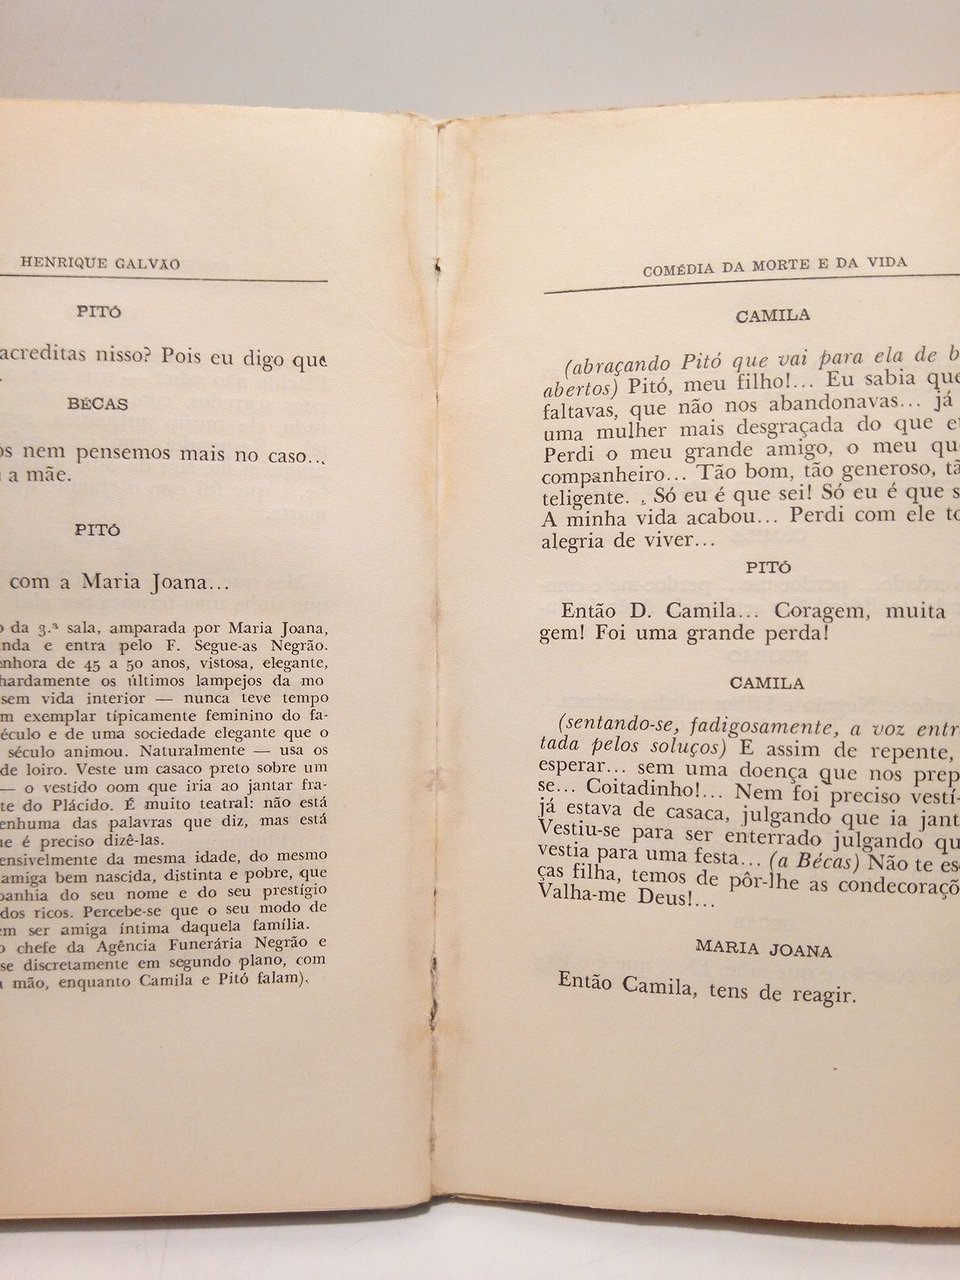 HENRIQUE GALVÃO
PITÓ
acreditas nisso? Pois eu digo que
BÉCAS
os nem pensemos mais no caso...
a mãe.
PITÓ
com a Maria Joana...
o da 3.ª sala, amparada por Maria Joana,
nda e entra pelo F. Segue-as Negrão.
nhora de 45 a 50 anos, vistosa, elegante,
hardamente os últimos lampejos da mo
sem vida interior — nunca teve tempo
m exemplar típicamente feminino do fa-
éculo e de uma sociedade elegante que o
século animou. Naturalmente — usa os
de loiro. Veste um casaco preto sobre um
— o vestido oom que iria ao jantar fra-
te do Plácido. É muito teatral: não está
enhuma das palavras que diz, mas está
e é preciso dizê-las.
ensivelmente da mesma idade, do mesmo
amiga bem nascida, distinta e pobre, que
panhia do seu nome e do seu prestígio
dos ricos. Percebe-se que o seu modo de
em ser amiga íntima daquela família.
o chefe da Agência Funerária Negrão e
se discretamente em segundo plano, com
a mão, enquanto Camila e Pitó falam).
COMÉDIA DA MORTE E DA VIDA
CAMILA
(abraçando Pitó que vai para ela de b
abertos) Pitó, meu filho!... Eu sabia que
faltavas, que não nos abandonavas... já
uma mulher mais desgraçada do que e
Perdi o meu grande amigo, o meu qu
companheiro... Tão bom, tão generoso, tã
teligente. . Só eu é que sei! Só eu é que s
A minha vida acabou... Perdi com ele to
alegria de viver...
PITÓ
Então D. Camila... Coragem, muita
gem! Foi uma grande perda!
CAMILA
(sentando-se, fadigosamente, a voz entr
tada pelos soluços) E assim de repente,
esperar... sem uma doença que nos prep
se... Coitadinho!... Nem foi preciso vestí-
já estava de casaca, julgando que ia jant
Vestiu-se para ser enterrado julgando qu
vestia para uma festa... (a Bécas) Não te es
ças filha, temos de pôr-lhe as condecoraçõ
Valha-me Deus!...
MARIA JOANA
Então Camila, tens de reagir.